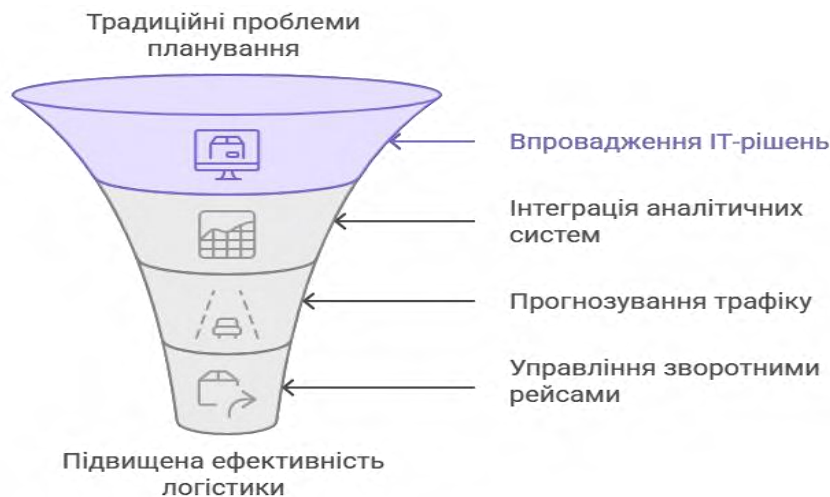 Традиційні проблеми
планування
Впровадження ІТ-рішень
Інтеграція аналітичних
систем
Прогнозування трафіку
Управління зворотними
рейсами
Підвищена ефективність
логістики